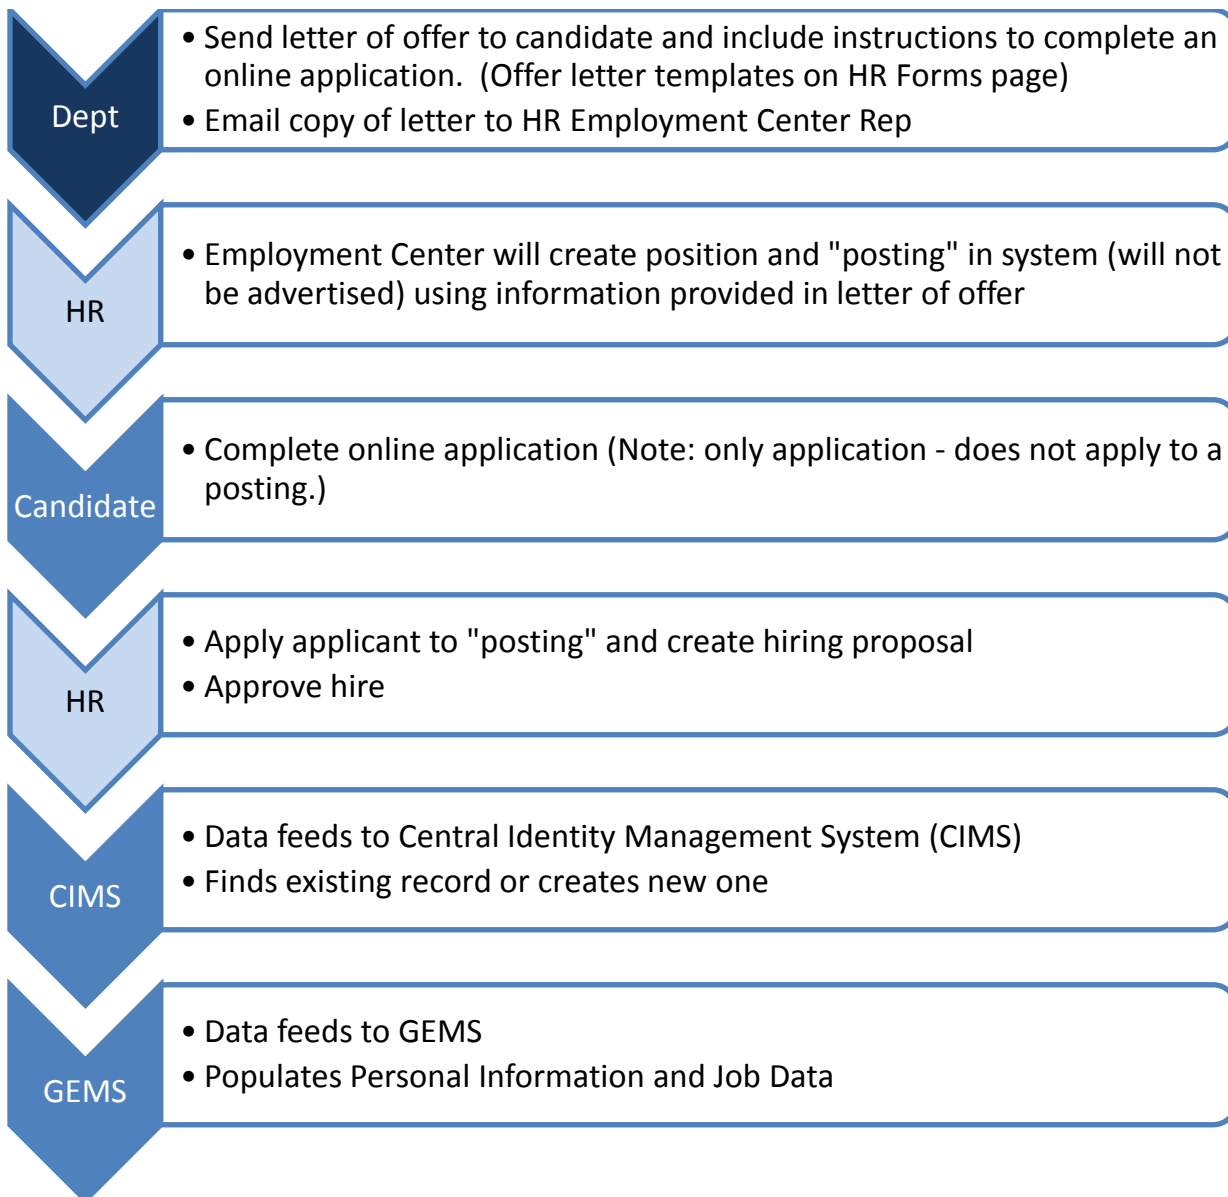 Dept
• Send letter of offer to candidate and include instructions to complete an
online application.  (Offer letter templates on HR Forms page)
• Email copy of letter to HR Employment Center Rep
HR
• Employment Center will create position and "posting" in system (will not
be advertised) using information provided in letter of offer
Candidate
• Complete online application (Note: only application - does not apply to a
posting.)
HR
• Apply applicant to "posting" and create hiring proposal
• Approve hire
CIMS
• Data feeds to Central Identity Management System (CIMS)
• Finds existing record or creates new one
GEMS
• Data feeds to GEMS
• Populates Personal Information and Job Data